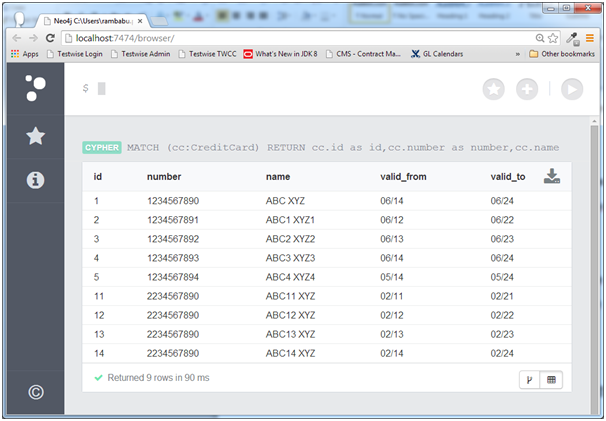 Neo4j C:\Users\rambabu.p
localhost:7474/browser/
Apps Testwise Login Testwise Admin Testwise TWCC What's New in JDK 8 CMS - Contract Ma... GL Calendars » Other bookmarks
$
CYPHER MATCH (cc:CreditCard) RETURN cc.id as id,cc.number as number,cc.name
id number name valid_from valid_to
1 1234567890 ABC XYZ 06/14 06/24
2 1234567891 ABC1 XYZ1 06/12 06/22
3 1234567892 ABC2 XYZ2 06/13 06/23
4 1234567893 ABC3 XYZ3 06/14 06/24
5 1234567894 ABC4 XYZ4 05/14 05/24
11 2234567890 ABC11 XYZ 02/11 02/21
12 2234567890 ABC12 XYZ 02/12 02/22
13 2234567890 ABC13 XYZ 02/13 02/23
14 2234567890 ABC14 XYZ 02/14 02/24
Returned 9 rows in 90 ms
©